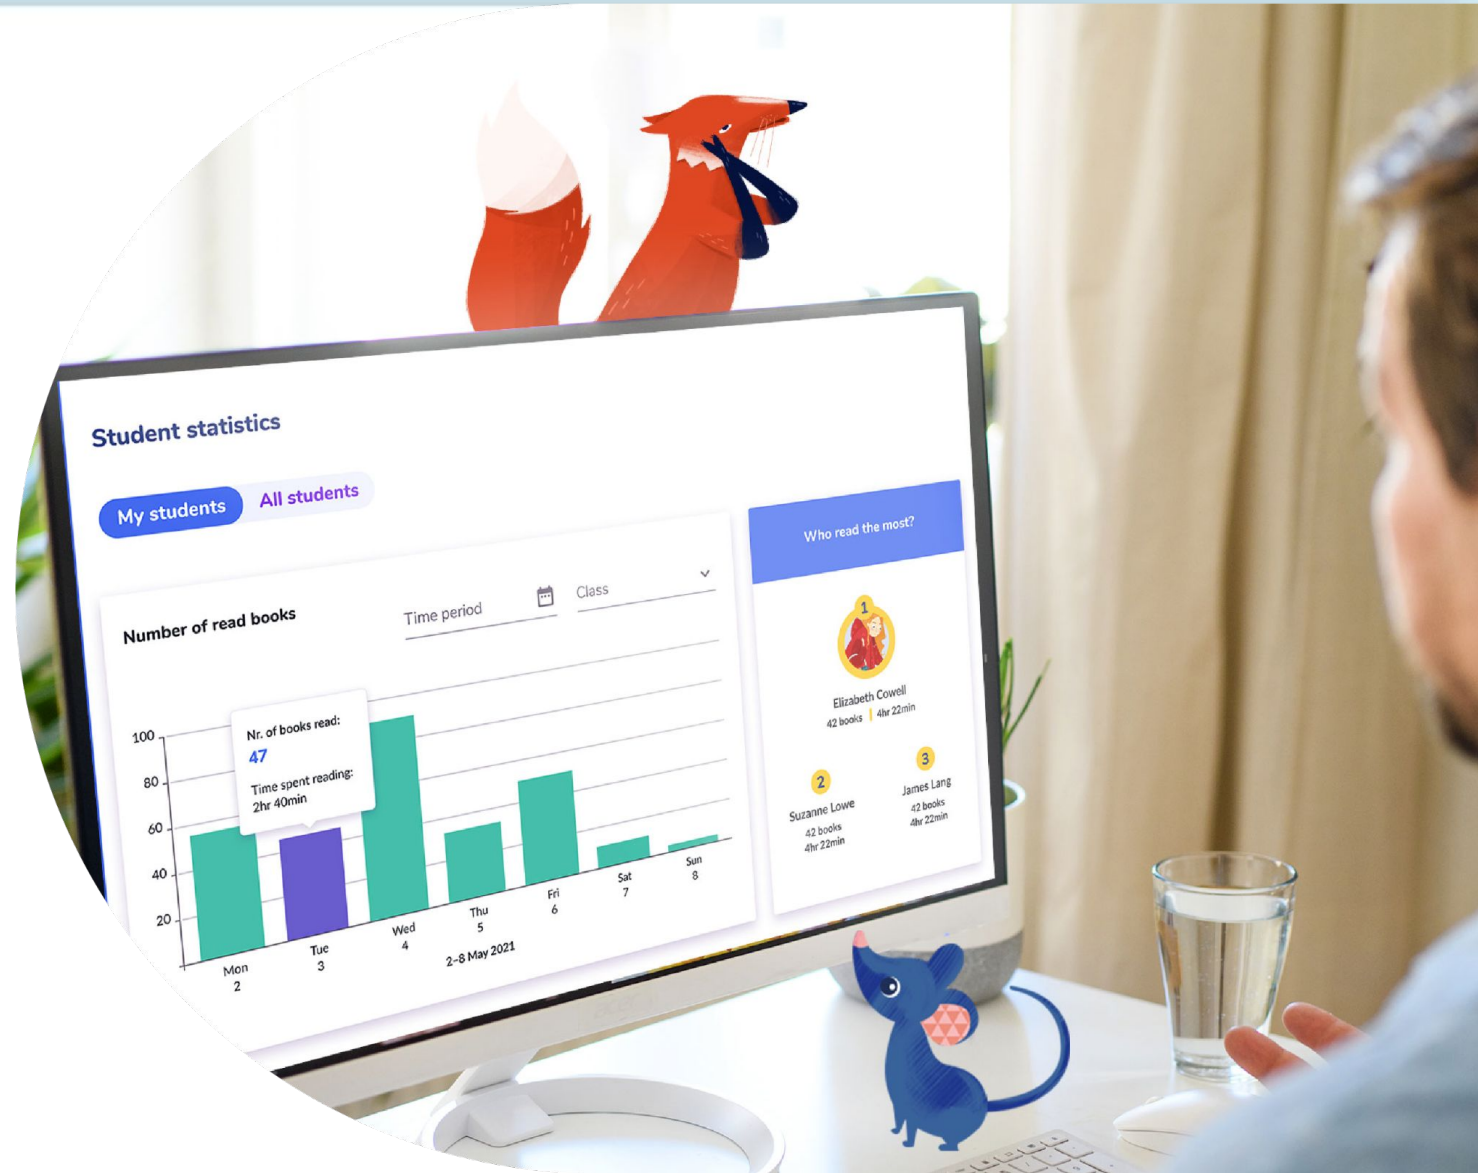 Student statistics
My students
All students
Number of read books
Time period
Class
Nr. of books read:
47
Time spent reading:
2hr 40min
100
80
60
40
20
Mon
2
Tue
3
Wed
4
Thu
5
Fri
6
Sat
7
Sun
8
2-8 May 2021
Who read the most?
1
Elizabeth Cowell
42 books | 4hr 22min
2
Suzanne Lowe
42 books
4hr 22min
3
James Lang
42 books
4hr 22min